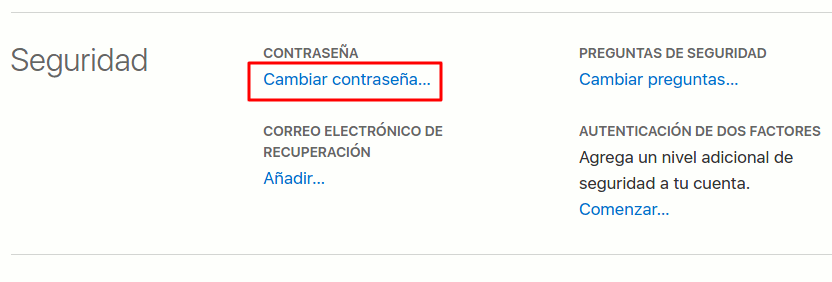 Seguridad
CONTRASEÑA
Cambiar contraseña...
PREGUNTAS DE SEGURIDAD
Cambiar preguntas...
CORREO ELECTRÓNICO DE
RECUPERACIÓN
Añadir...
AUTENTICACIÓN DE DOS FACTORES
Agrega un nivel adicional de
seguridad a tu cuenta.
Comenzar...